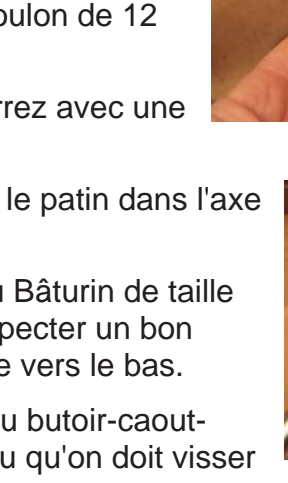 oulon de 12
rrez avec une
le patin dans l'axe
u Bâturin de taille
pecter un bon
e vers le bas.
u butoir-caout-
u qu'on doit visser